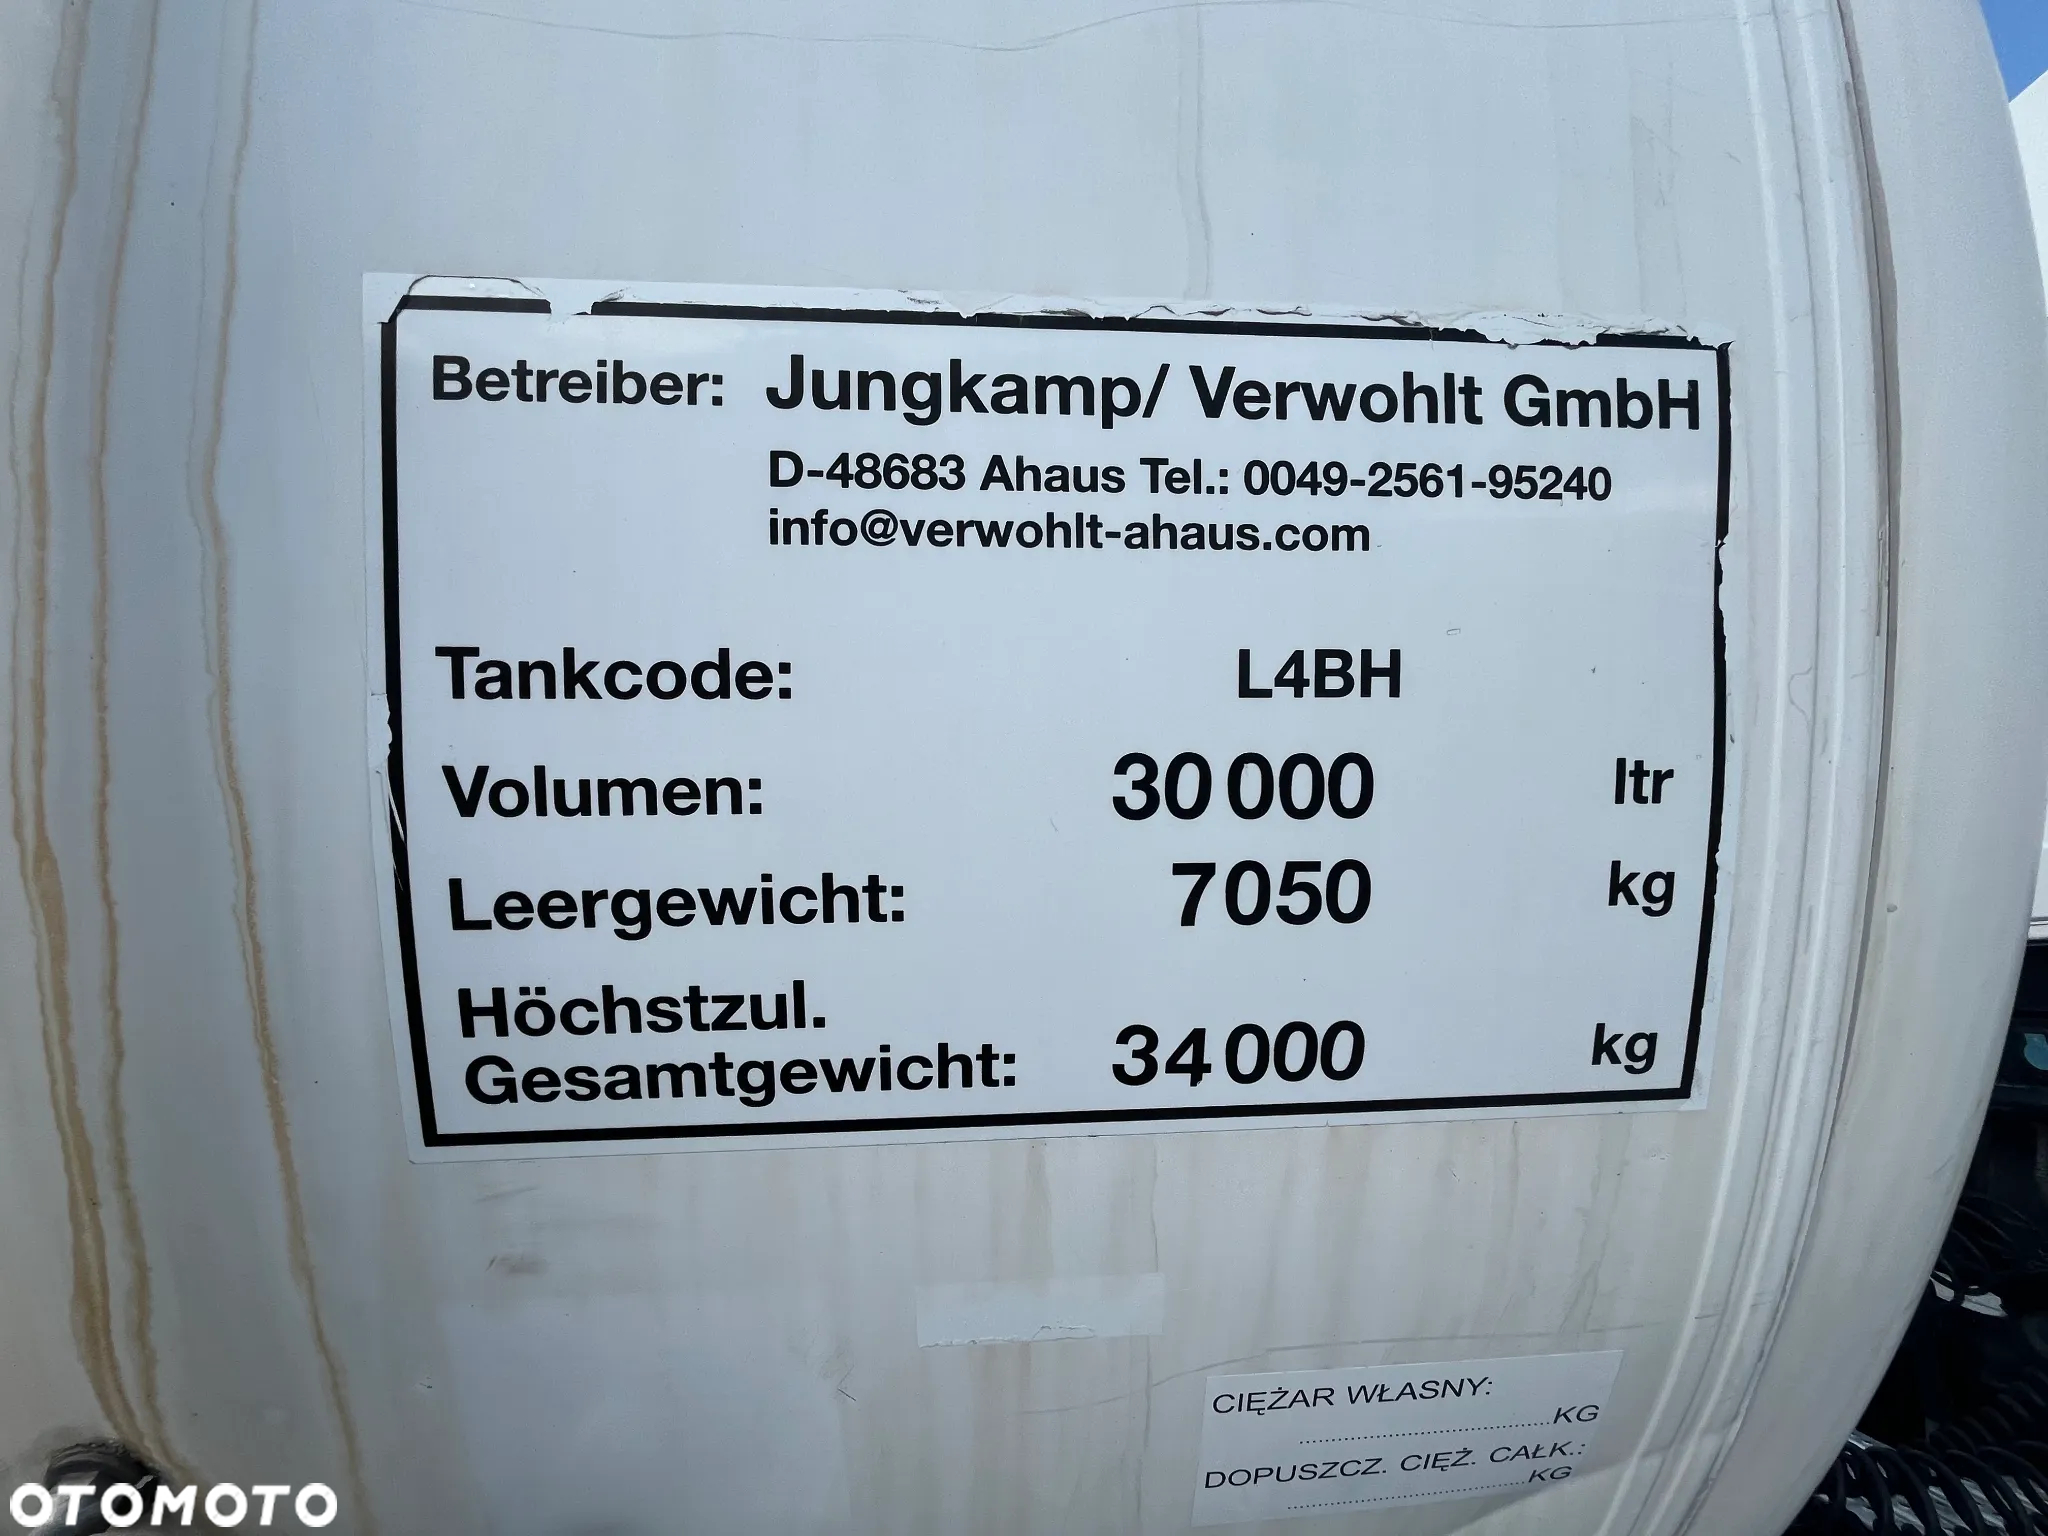 Betreiber: Jungkamp/ Verwohlt GmbH
D-48683 Ahaus Tel.: 0049-2561-95240
info@verwohlt-ahaus.com
Tankcode: L4BH
Volumen: 30 000 ltr
Leergewicht: 7050 kg
Höchstzul.
Gesamtgewicht: 34 000 kg
CIĘŻAR WŁASNY:
........................................KG
DOPUSZCZ. CIĘŻ. CAŁK.:
........................................KG
OTOMOTO